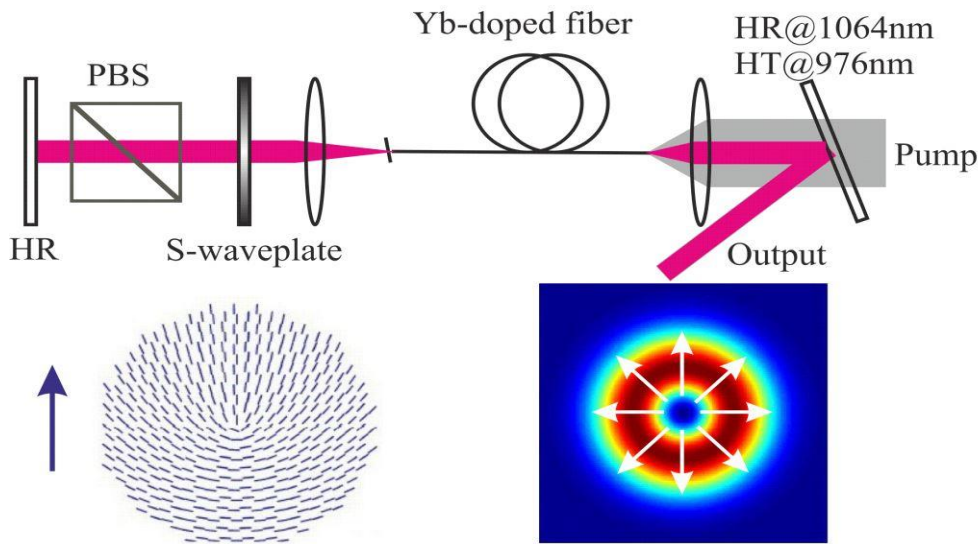 Yb-doped fiber
HR@1064nm
HT@976nm
PBS
Pump
HR
S-waveplate
Output